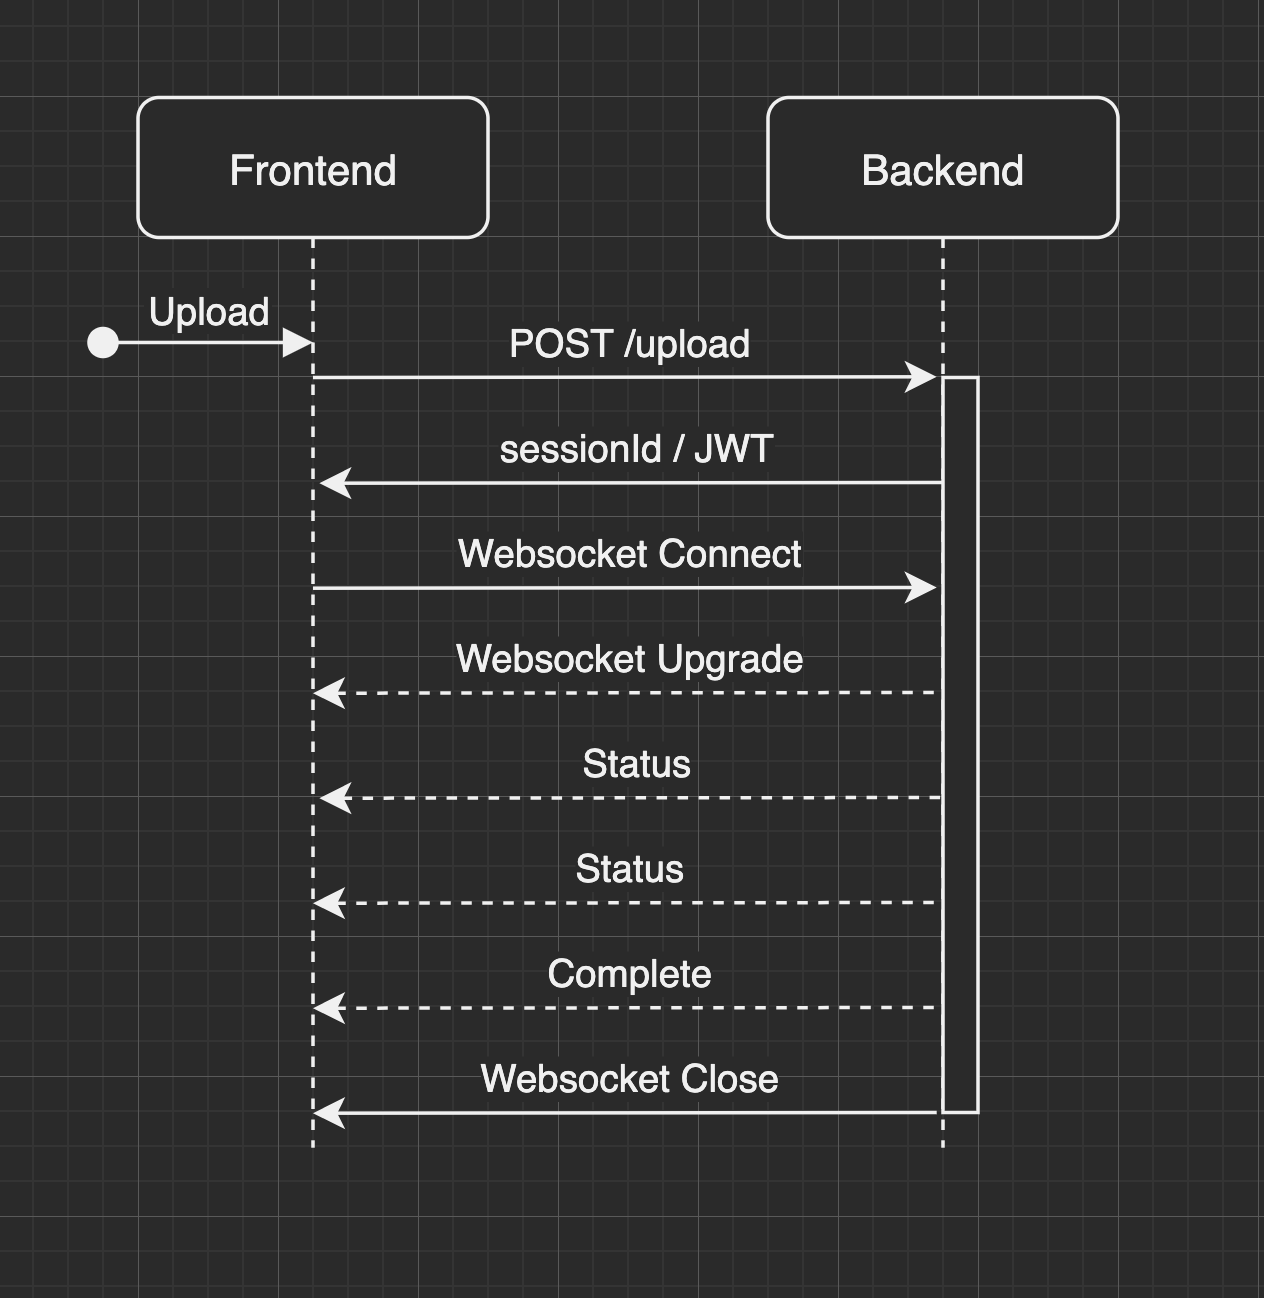 Frontend
Backend
Upload
POST /upload
sessionId / JWT
Websocket Connect
Websocket Upgrade
Status
Status
Complete
Websocket Close